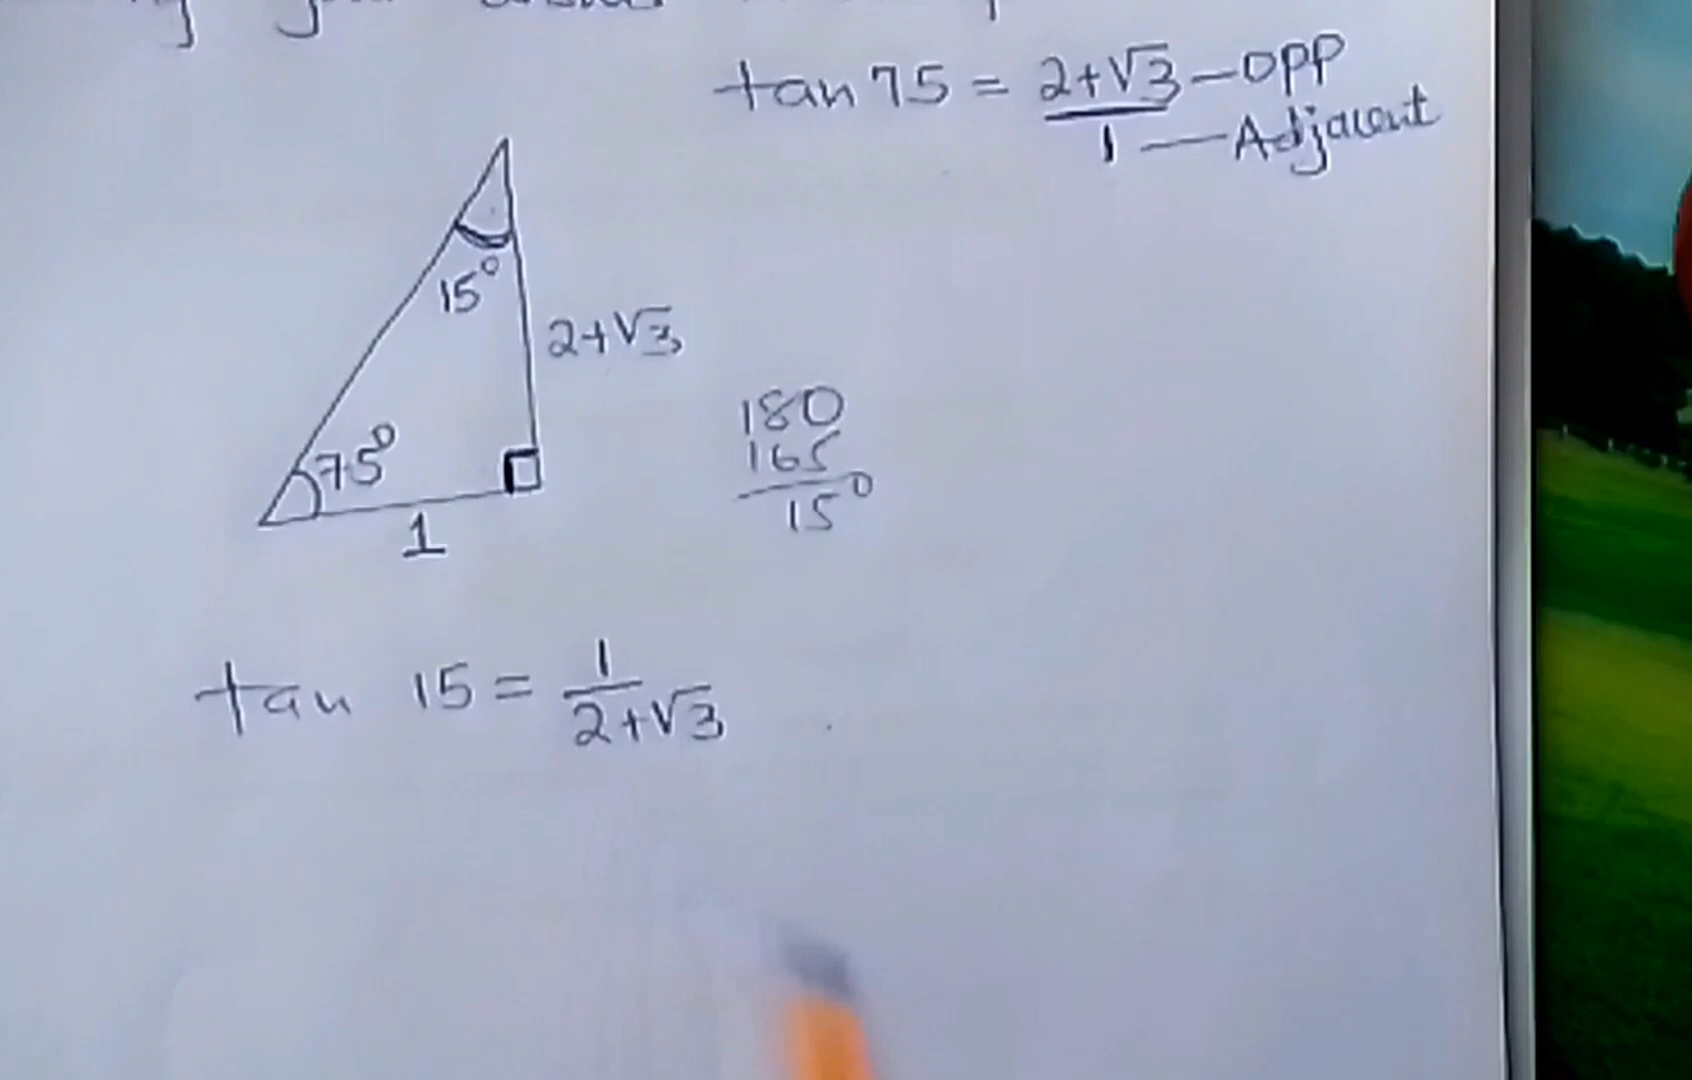 tan 75 = 2+√3 — opp
1 — Adjacent
15°
2+√3
75°
1
180
165
15°
tan 15 = 1
2+√3